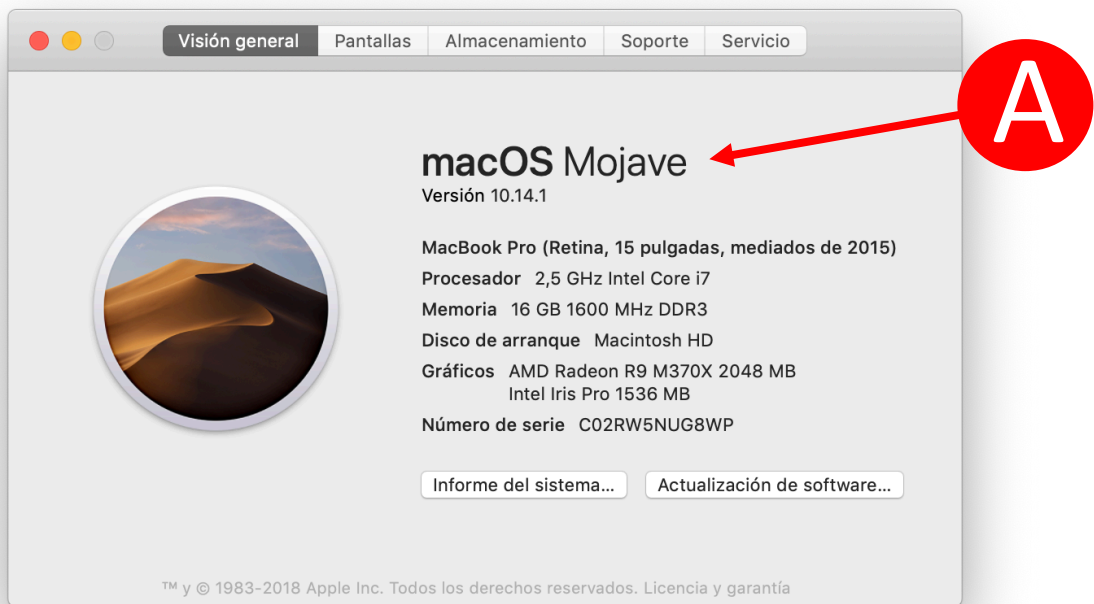 Visión general Pantallas Almacenamiento Soporte Servicio
A
macOS Mojave
Versión 10.14.1
MacBook Pro (Retina, 15 pulgadas, mediados de 2015)
Procesador 2,5 GHz Intel Core i7
Memoria 16 GB 1600 MHz DDR3
Disco de arranque Macintosh HD
Gráficos AMD Radeon R9 M370X 2048 MB
Intel Iris Pro 1536 MB
Número de serie C02RW5NUG8WP
Informe del sistema... Actualización de software...
™ y © 1983-2018 Apple Inc. Todos los derechos reservados. Licencia y garantía